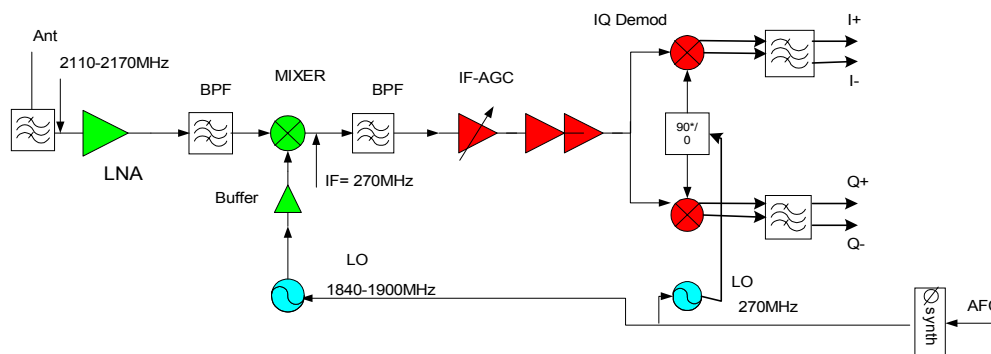 IQ Demod
I+
Ant
2110-2170MHz
MIXER
IF-AGC
I-
BPF
BPF
90°/
0
LNA
Buffer
IF= 270MHz
Q+
Q-
LO
1840-1900MHz
LO
270MHz
Ø synth
AFC